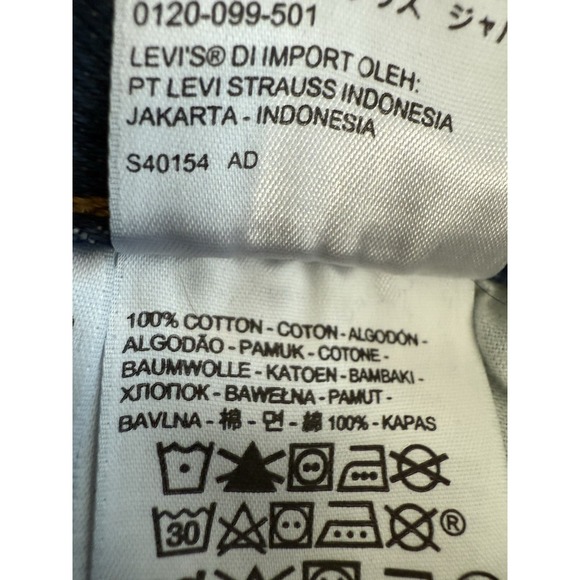 0120-099-501
LEVI'S® DI IMPORT OLEH:
PT LEVI STRAUSS INDONESIA
JAKARTA - INDONESIA
S40154 AD
100% COTTON - COTON - ALGODÓN -
ALGODÃO - PAMUK - COTONE -
BAUMWOLLE - KATOEN - BAMBAKI -
ХЛОПОК - BAWEŁNA - PAMUT -
BAVLNA - 棉 - 면 - 綿 100% - KAPAS
30
®